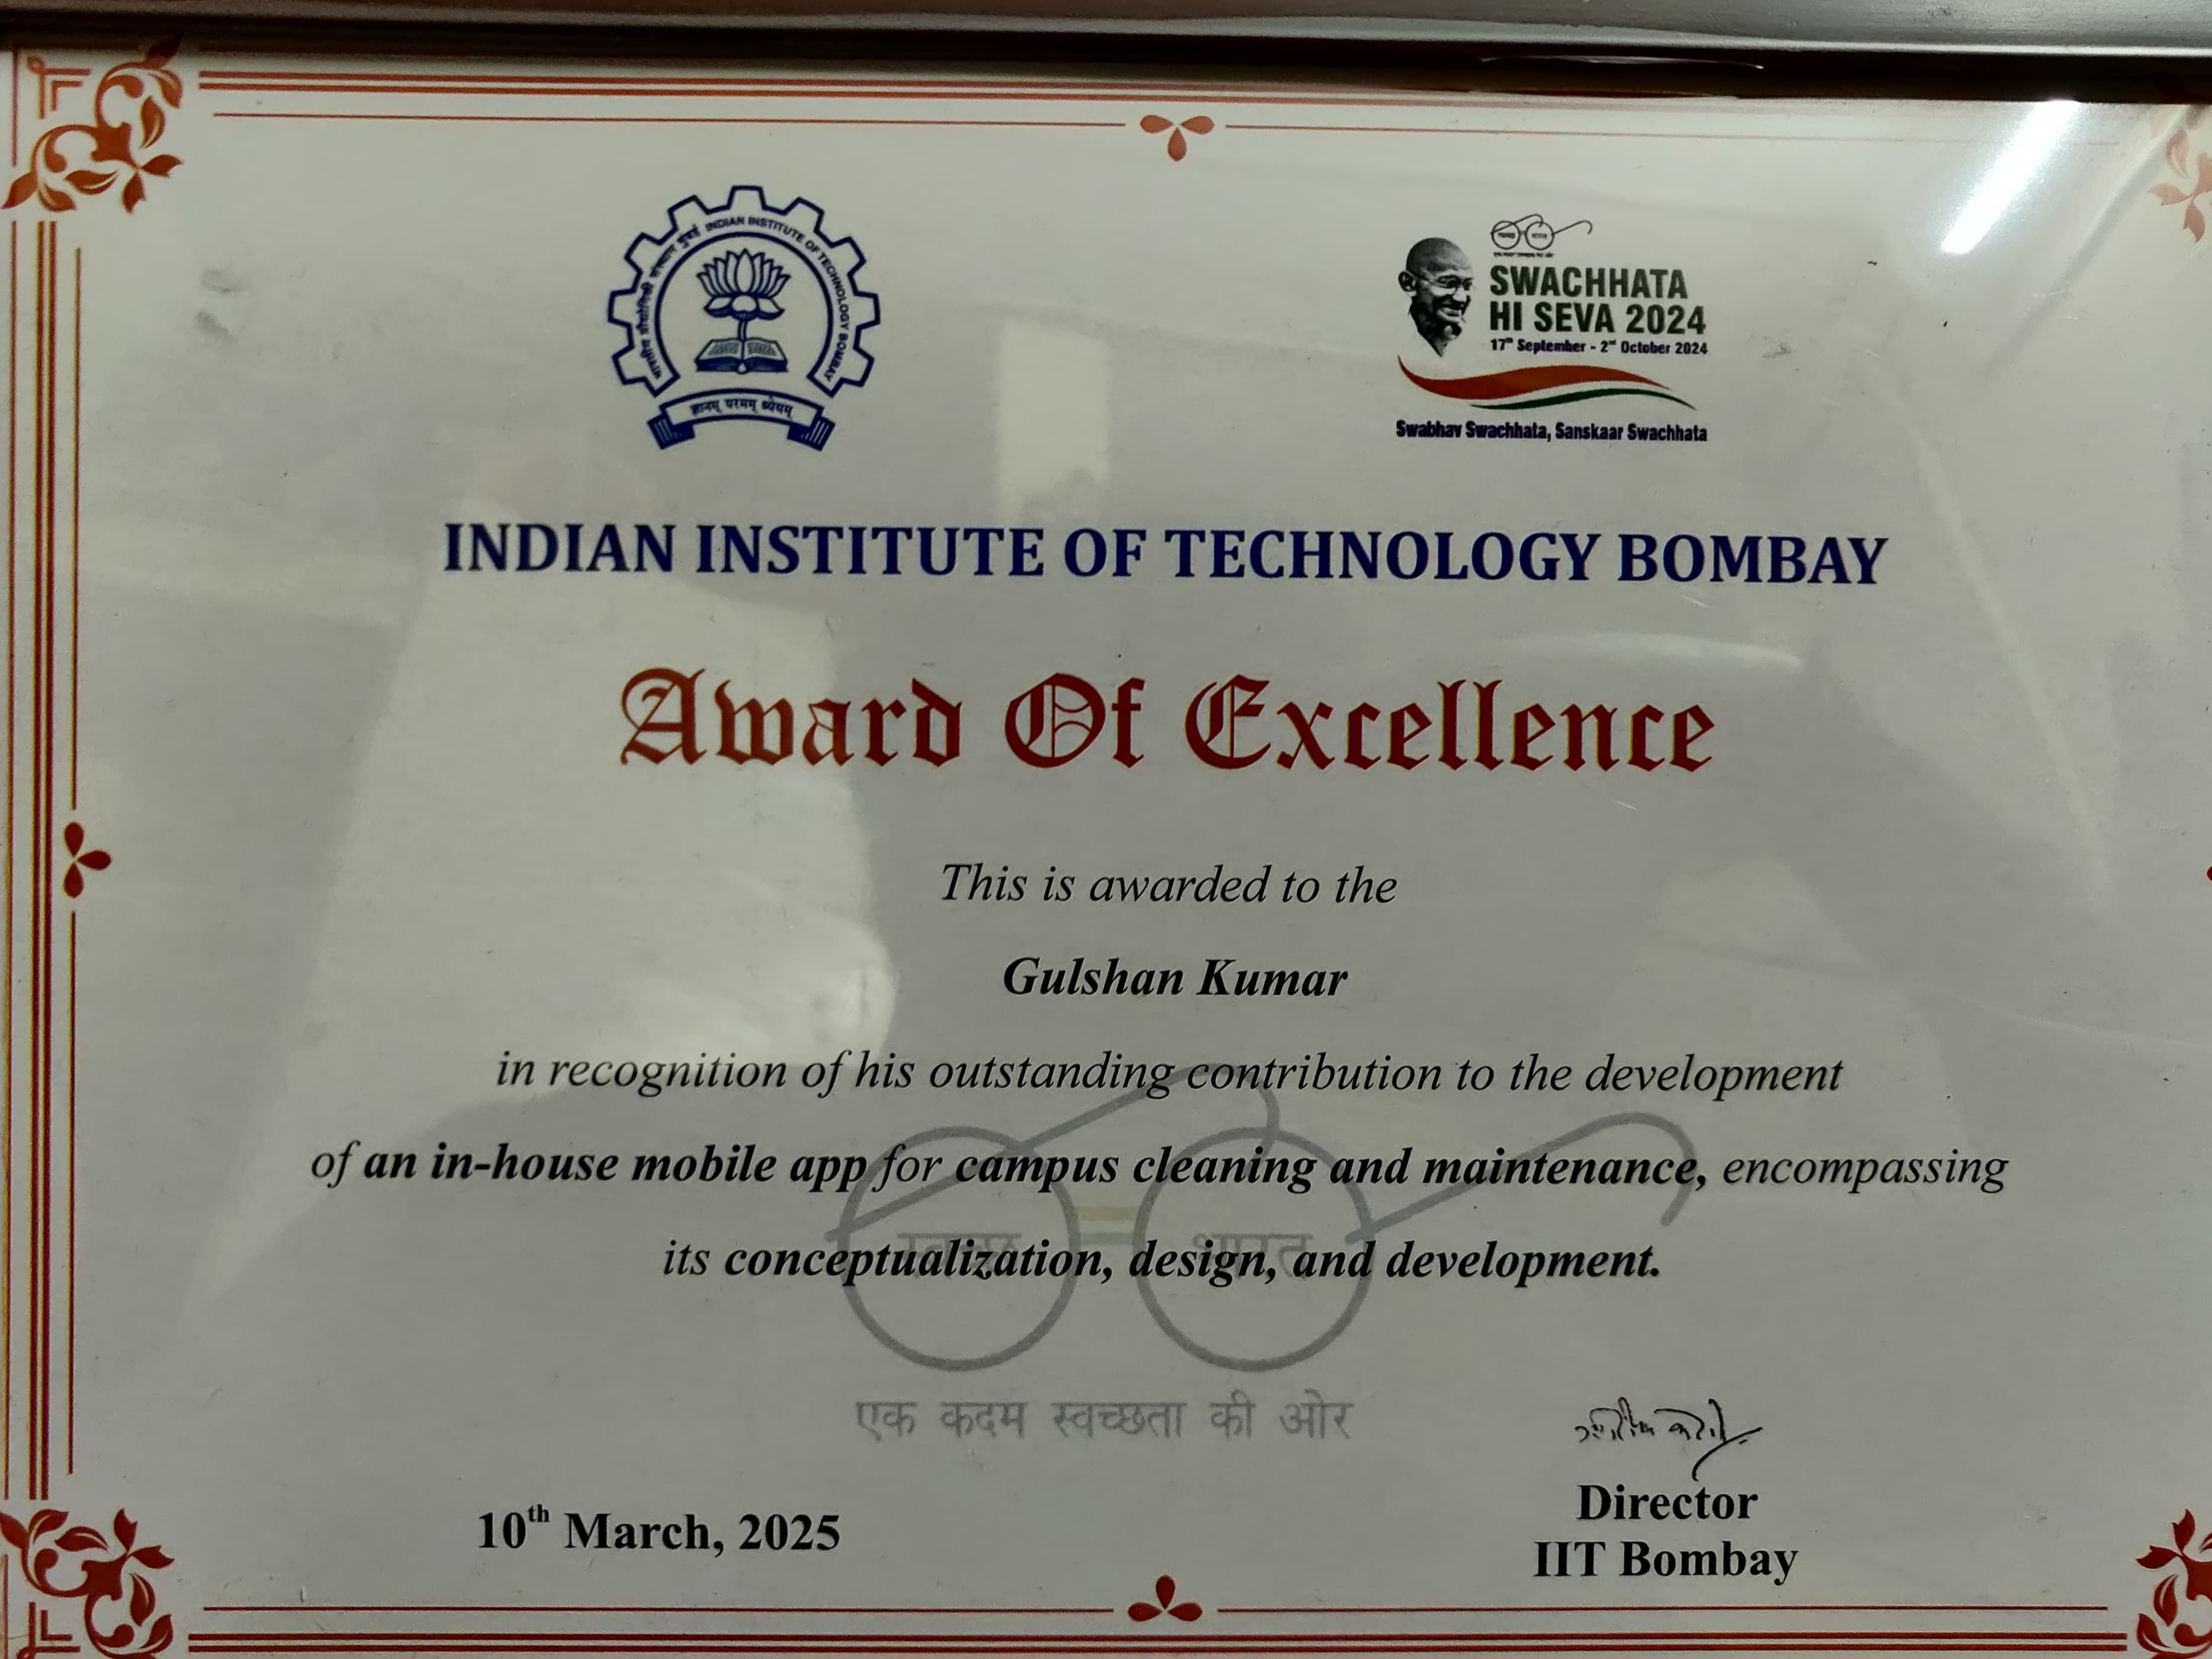 भारतीय प्रौद्योगिकी संस्थान मुंबई INDIAN INSTITUTE OF TECHNOLOGY BOMBAY
ज्ञानम् परमम् ध्येयम्
SWACHHATA
HI SEVA 2024
17th September - 2nd October 2024
Swabhav Swachhata, Sanskaar Swachhata
INDIAN INSTITUTE OF TECHNOLOGY BOMBAY
Award Of Excellence
This is awarded to the
Gulshan Kumar
in recognition of his outstanding contribution to the development
of an in-house mobile app for campus cleaning and maintenance, encompassing
स्वच्छ भारत
its conceptualization, design, and development.
एक कदम स्वच्छता की ओर
10th March, 2025
Director
IIT Bombay